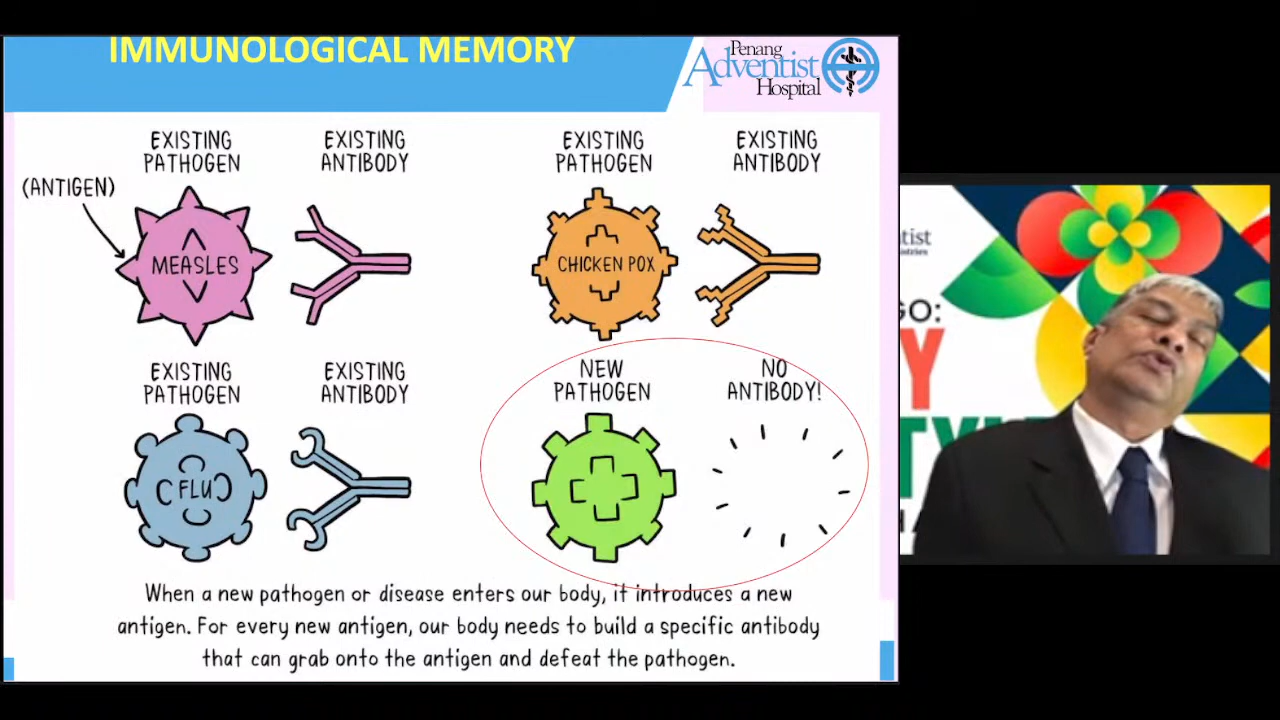 IMMUNOLOGICAL MEMORY
Penang
Adventist
Hospital
EXISTING
PATHOGEN
EXISTING
ANTIBODY
EXISTING
PATHOGEN
EXISTING
ANTIBODY
(ANTIGEN)
MEASLES
CHICKEN POX
EXISTING
PATHOGEN
EXISTING
ANTIBODY
NEW
PATHOGEN
NO
ANTIBODY!
FLU
When a new pathogen or disease enters our body, it introduces a new
antigen. For every new antigen, our body needs to build a specific antibody
that can grab onto the antigen and defeat the pathogen.
GO: